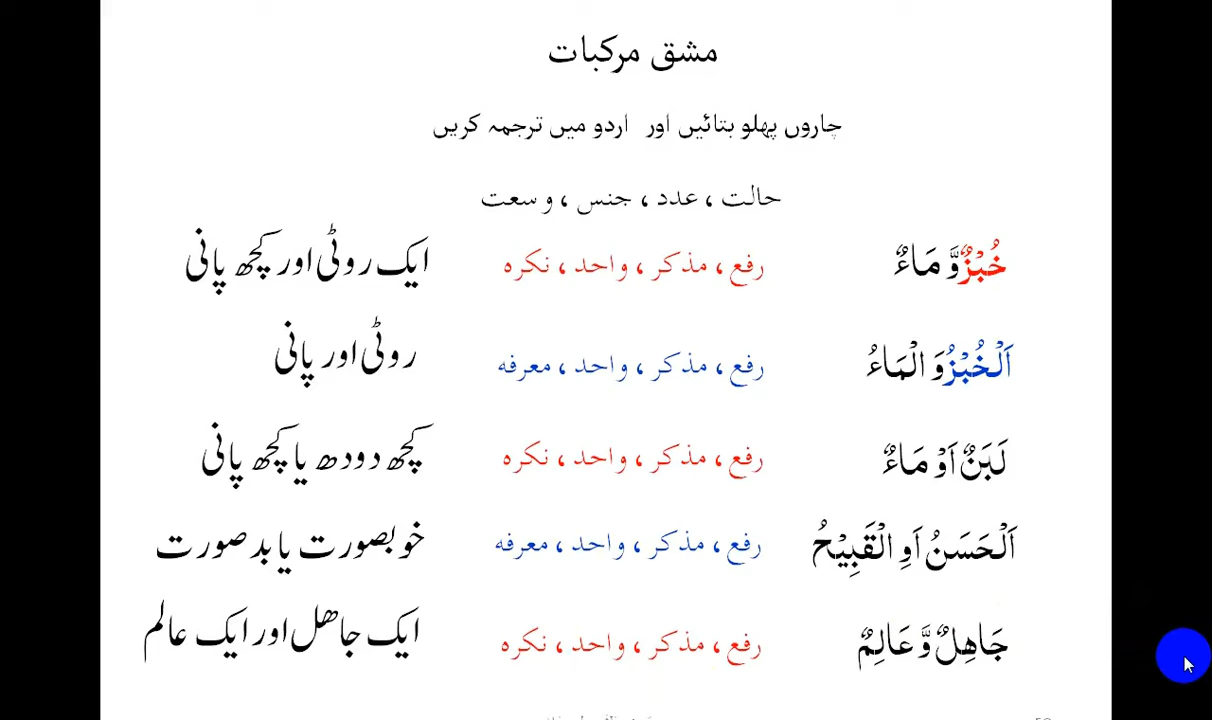 مشق مرکبات
چاروں پہلو بتائیں اور اردو میں ترجمہ کریں
حالت ، عدد ، جنس ، وسعت
خُبْزٌ وَّ مَاءٌ رفع ، مذکر ، واحد ، نکرہ ایک روٹی اور کچھ پانی
اَلْخُبْزُ وَ الْمَاءُ رفع ، مذکر ، واحد ، معرفہ روٹی اور پانی
لَبَنٌ اَوْ مَاءٌ رفع ، مذکر ، واحد ، نکرہ کچھ دودھ یا کچھ پانی
اَلْحَسَنُ اَوِ الْقَبِيْحُ رفع ، مذکر ، واحد ، معرفہ خوبصورت یا بدصورت
جَاهِلٌ وَّ عَالِمٌ رفع ، مذکر ، واحد ، نکرہ ایک جاھل اور ایک عالم